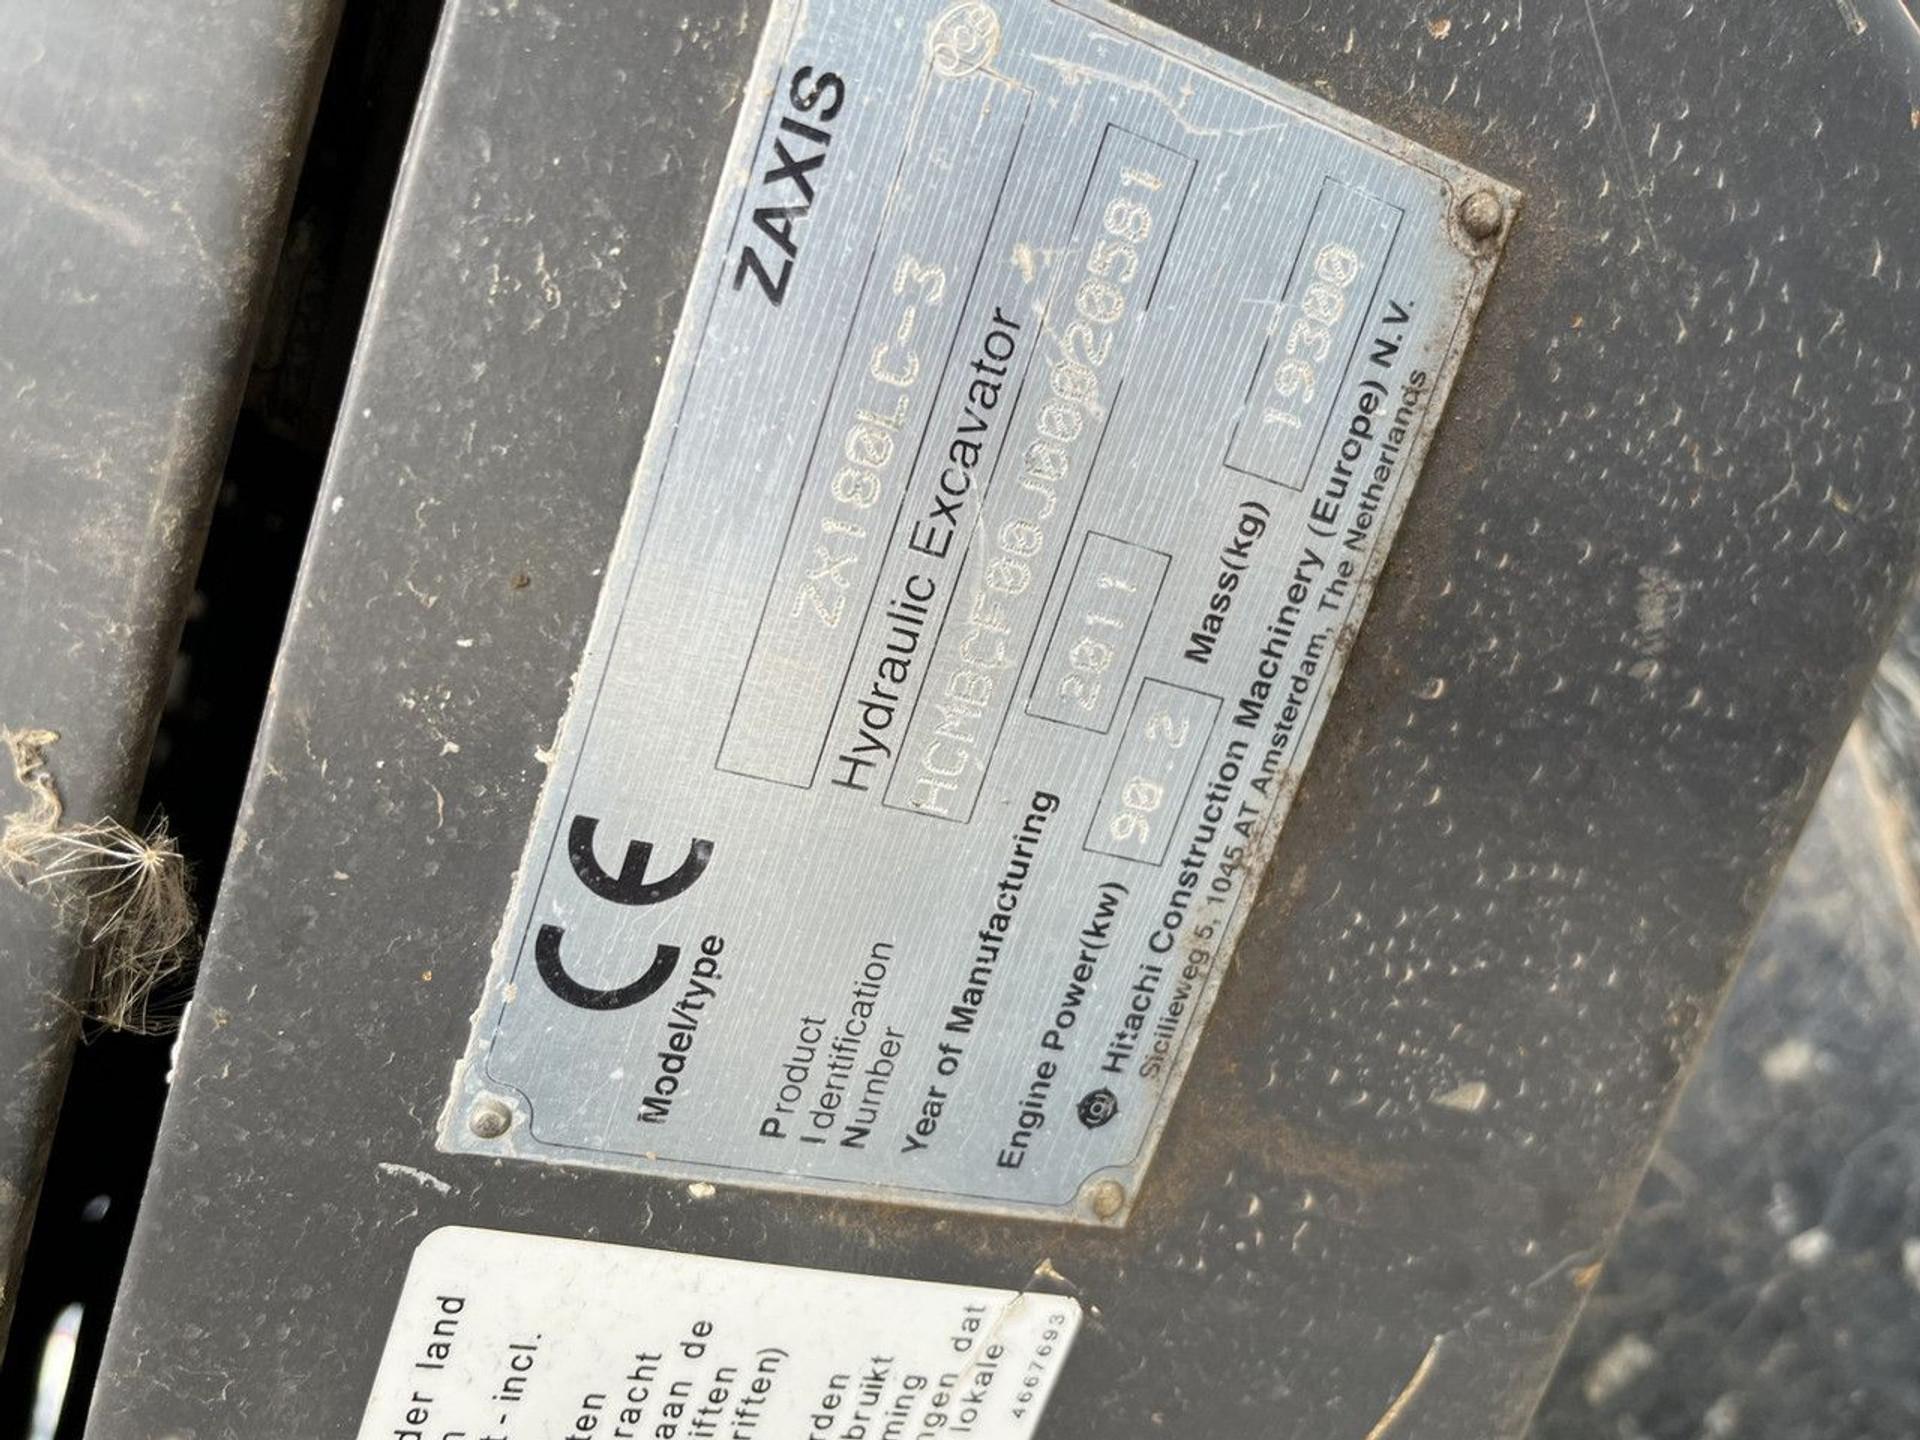 ZAXIS
CE
Model/type ZX180LC-3
Hydraulic Excavator
Product
Identification
Number HCMBCF00J00020581
Year of Manufacturing 2011
Engine Power(kw) 90.2 Mass(kg) 19300
Hitachi Construction Machinery (Europe) N.V.
Sicilieweg 5, 1045 AT Amsterdam, The Netherlands
der land
t - incl.
ten
racht
aan de
iften
riften)
rden
bruikt
ming
ngen dat
lokale
4667693